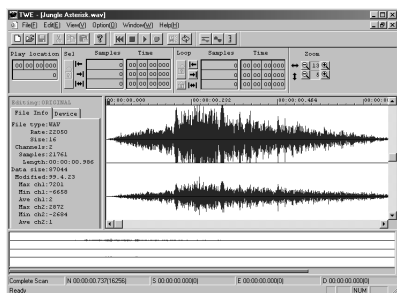 TWE - [Jungle Asterisk.wav]
File(F) Edit(E) View(V) Option(O) Window(W) Help(H)
Play location Sel Samples Time Loop Samples Time Zoom
00 00 00 000 0 00 00 00 000 0 00 00 00 000 13
0 0 00 00 00 000 0 00 00 00 000 8
0 00 00 00 000 0 00 00 00 000
Editing:ORIGINAL
File Info Device
File type:WAV
Rate:22050
Size:16
Channels:2
Samples:21761
Length:00:00:00.986
Data size:87044
Modified:99.4.23
Max ch1:7201
Min ch1:-6658
Ave ch1:2
Max ch2:2872
Min ch2:-2684
Ave ch2:1
00:00:00.000 00:00:00.232 00:00:00.464
Complete Scan N 00:00:00.737(16256) S 00:00:00.000(0) E 00:00:00.000(0) D 00:00:00.000(0)
Ready NUM